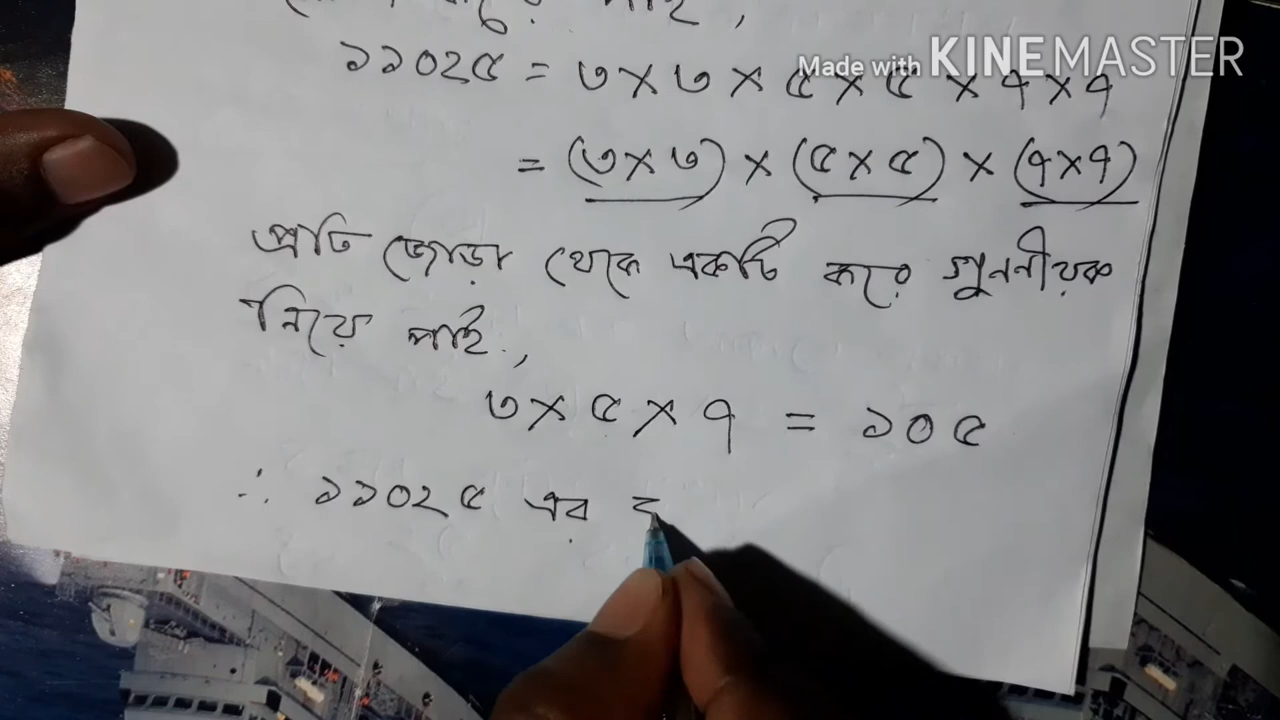 Made with KINEMASTER
১১০২৫ = ৩ × ৩ × ৫ × ৫ × ৭ × ৭
= (৩ × ৩) × (৫ × ৫) × (৭ × ৭)
প্রতি জোড়া থেকে একটি করে গুননীয়ক
নিয়ে পাই,
৩ × ৫ × ৭ = ১০৫
∴ ১১০২৫ এর